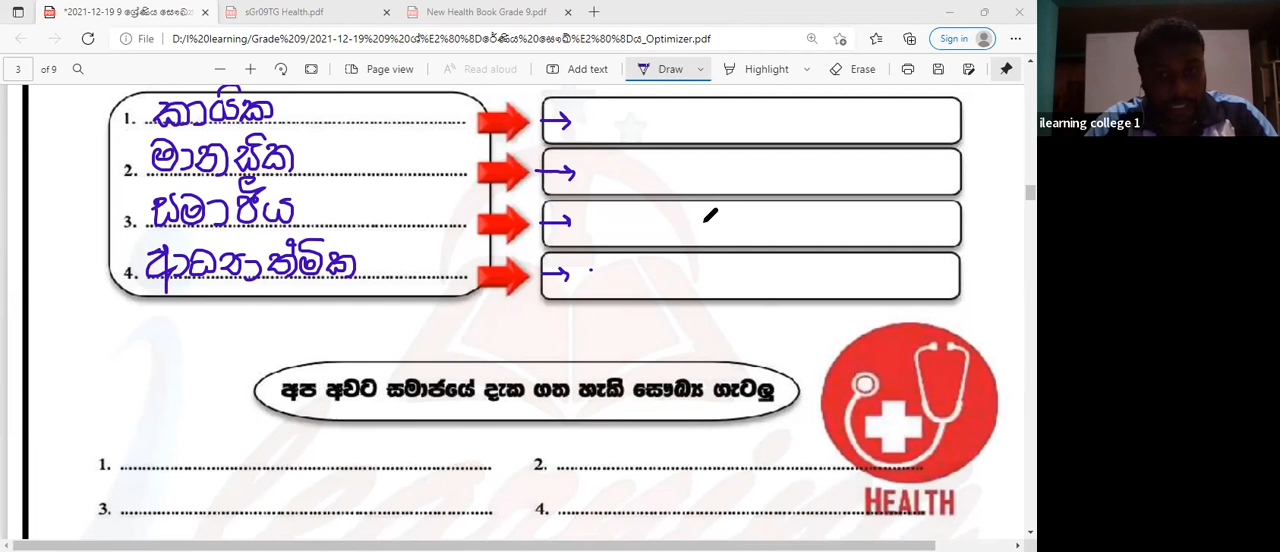 *2021-12-19 9 ශ්‍රේණිය සෞඛ්‍ය
sGr09TG Health.pdf
New Health Book Grade 9.pdf
File D:/I%20learning/Grade%209/2021-12-19%209%20ශ්%E2%80%8Dරේණිය%20සෞඛ්%E2%80%8Dය_Optimizer.pdf
Sign in
3 of 9
Page view
Read aloud
Add text
Draw
Highlight
Erase
1. කායික
2. මානසික
3. සමාජීය
4. ආධ්‍යාත්මික
අප අවට සමාජයේ දැක ගත හැකි සෞඛ්‍ය ගැටලු
1.
2.
3.
4.
HEALTH
ilearning college 1